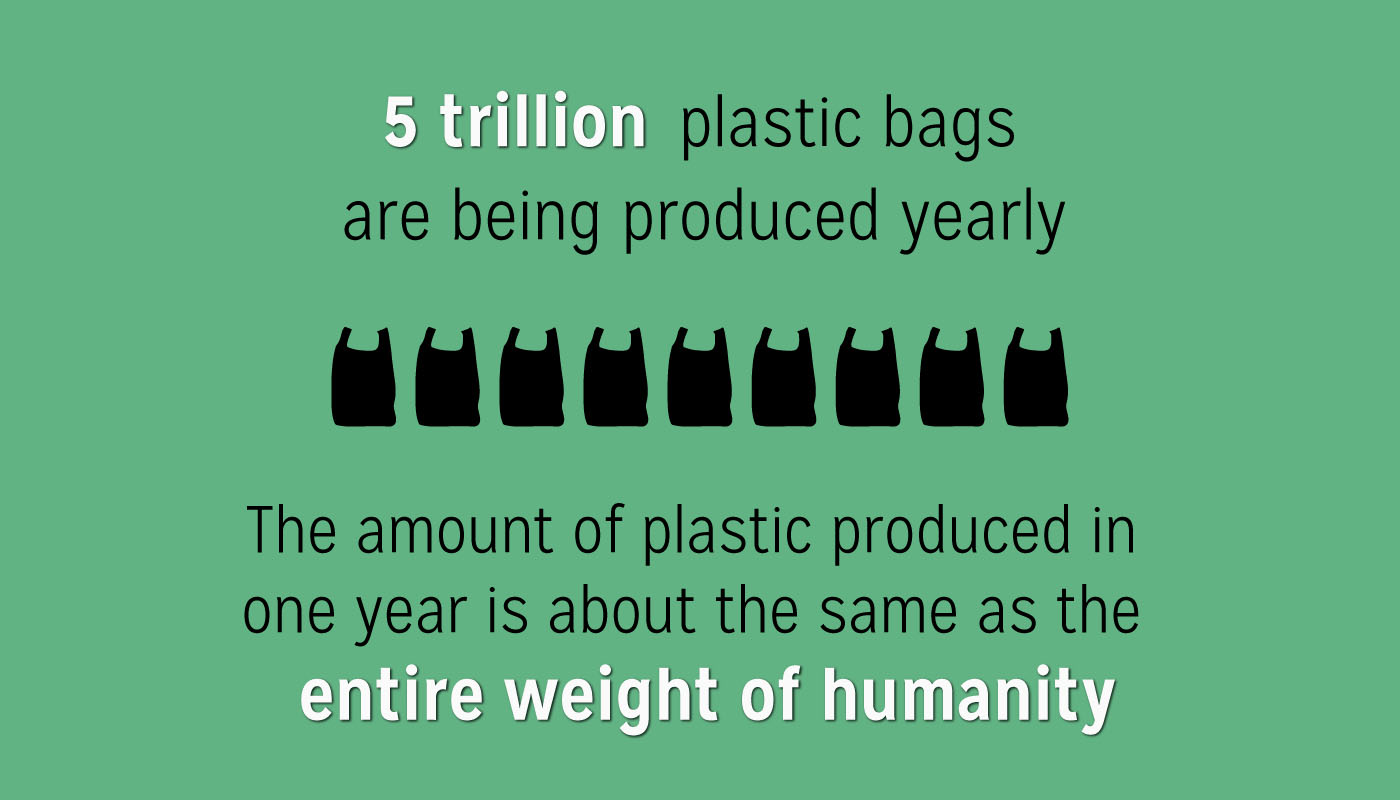 5 trillion plastic bags
are being produced yearly
The amount of plastic produced in
one year is about the same as the
entire weight of humanity